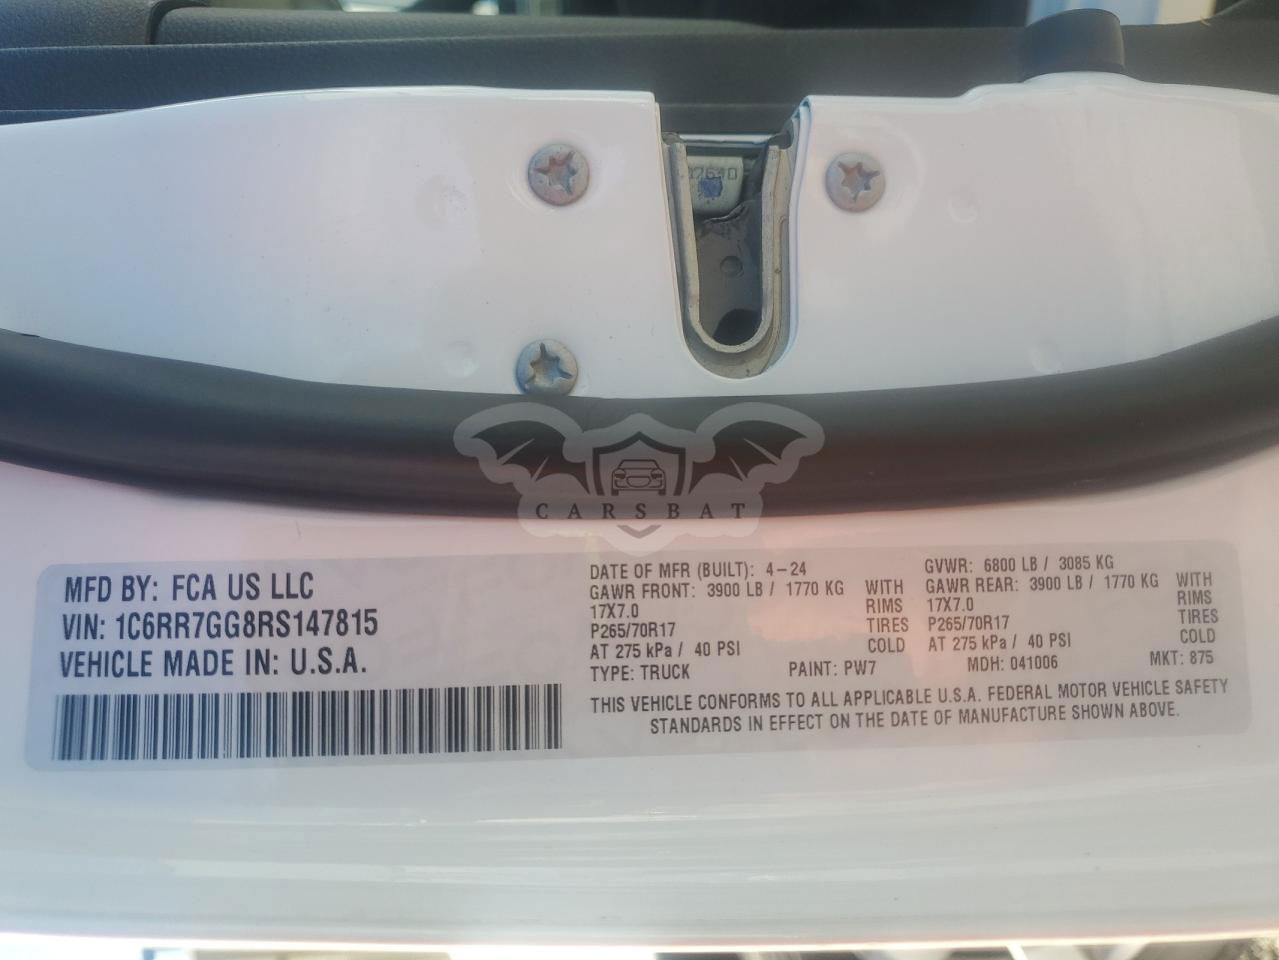 CARSBAT
MFD BY: FCA US LLC
VIN: 1C6RR7GG8RS147815
VEHICLE MADE IN: U.S.A.
DATE OF MFR (BUILT): 4-24
GAWR FRONT: 3900 LB / 1770 KG WITH
17X7.0 RIMS
P265/70R17 TIRES
AT 275 kPa / 40 PSI COLD
TYPE: TRUCK PAINT: PW7
GVWR: 6800 LB / 3085 KG
GAWR REAR: 3900 LB / 1770 KG WITH
17X7.0 RIMS
P265/70R17 TIRES
AT 275 kPa / 40 PSI COLD
MDH: 041006 MKT: 875
THIS VEHICLE CONFORMS TO ALL APPLICABLE U.S.A. FEDERAL MOTOR VEHICLE SAFETY
STANDARDS IN EFFECT ON THE DATE OF MANUFACTURE SHOWN ABOVE.